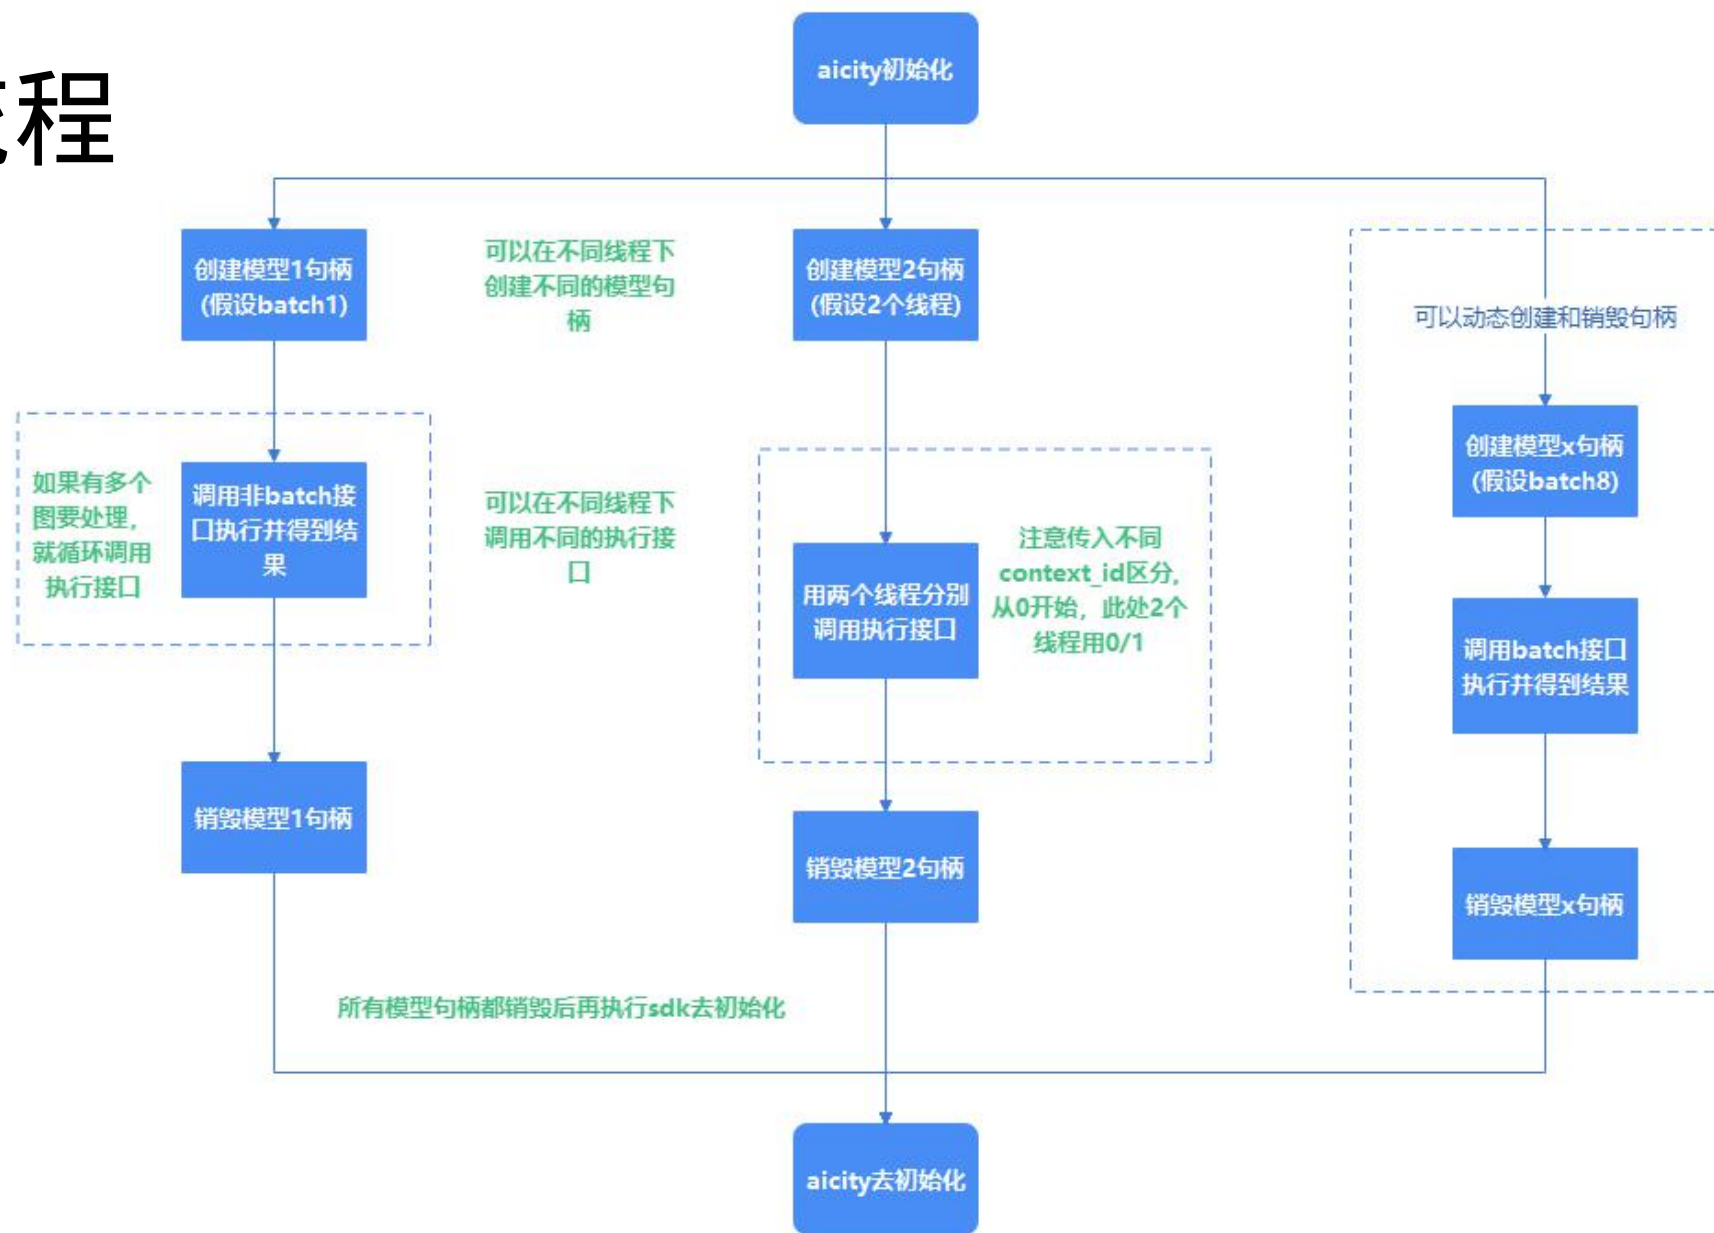 程
aicity初始化
创建模型1句柄
(假设batch1)
可以在不同线程下
创建不同的模型句
柄
创建模型2句柄
(假设2个线程)
可以动态创建和销毁句柄
如果有多个
图要处理,
就循环调用
执行接口
调用非batch接
口执行并得到结
果
可以在不同线程下
调用不同的执行接
口
用两个线程分别
调用执行接口
注意传入不同
context_id区分,
从0开始，此处2个
线程用0/1
创建模型x句柄
(假设batch8)
调用batch接口
执行并得到结果
销毁模型1句柄
销毁模型2句柄
销毁模型x句柄
所有模型句柄都销毁后再执行sdk去初始化
aicity去初始化